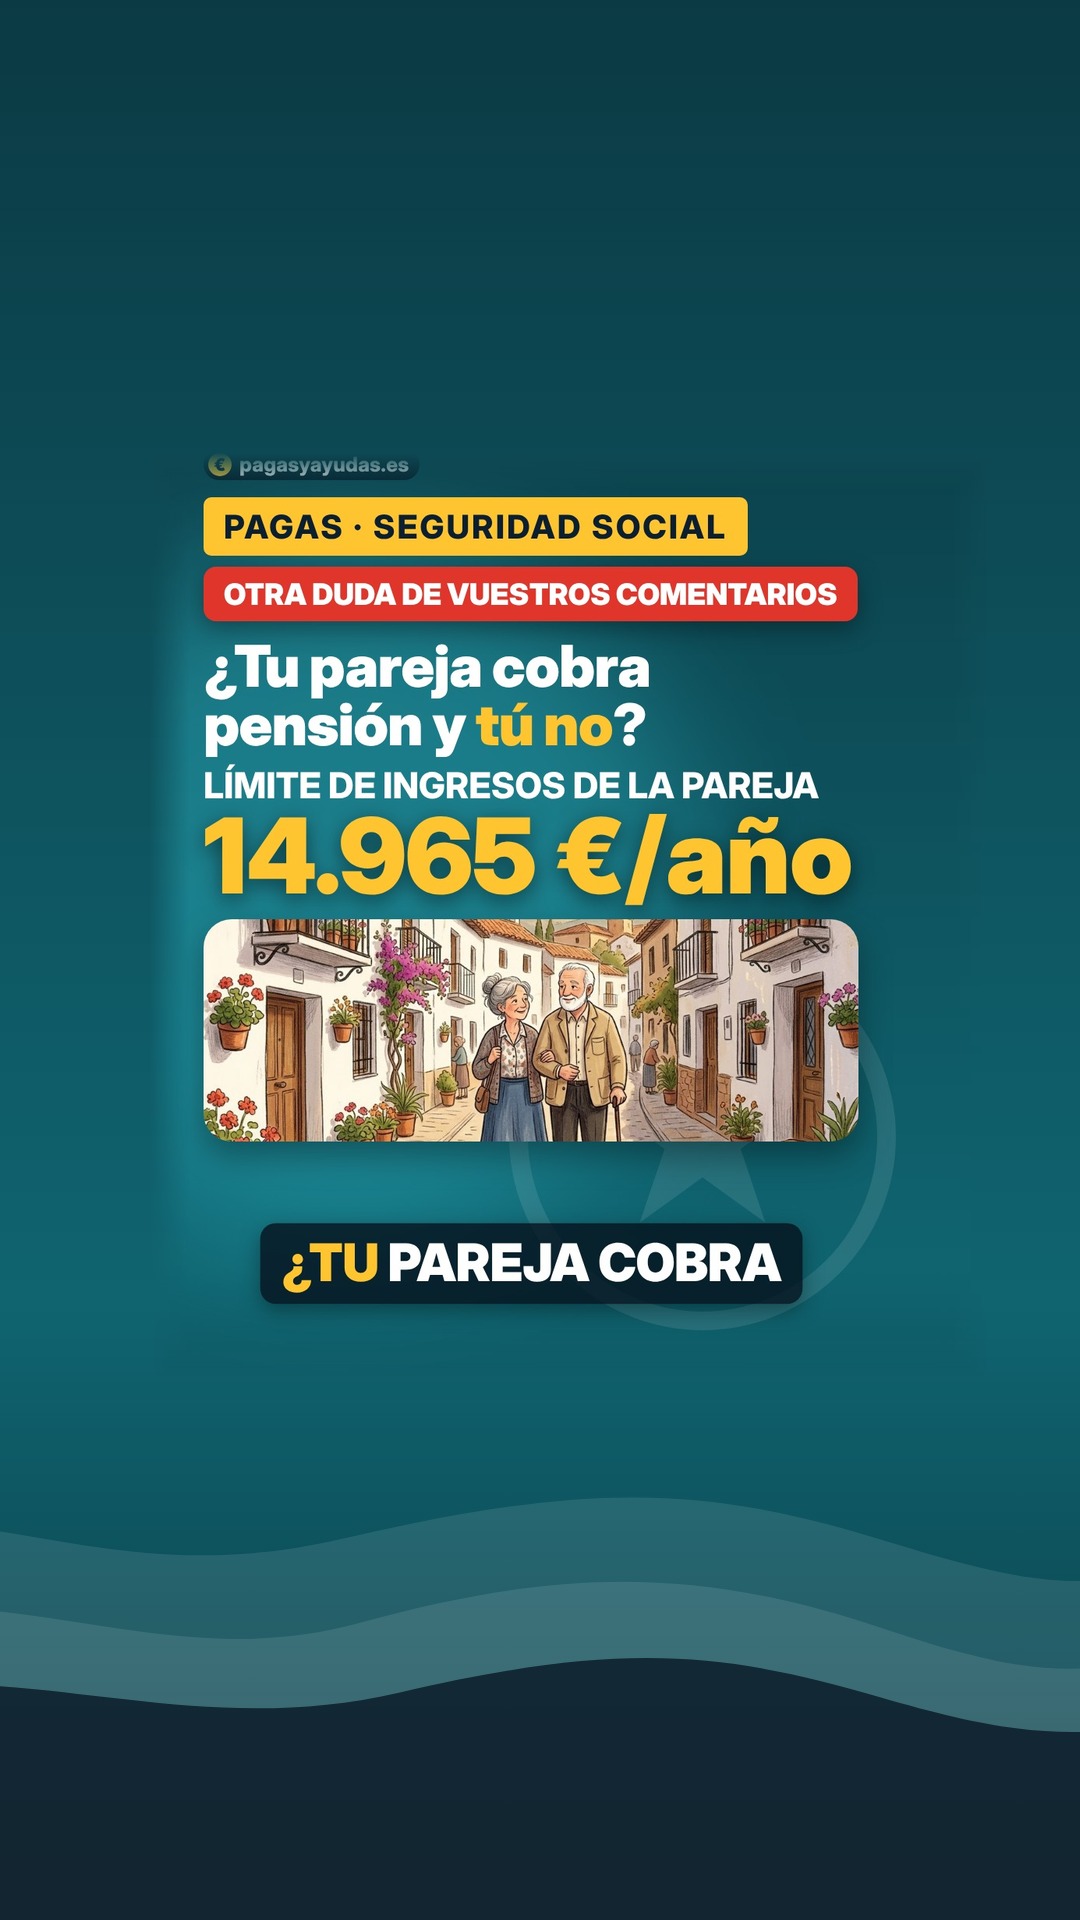 € pagasyayudas.es
PAGAS · SEGURIDAD SOCIAL
OTRA DUDA DE VUESTROS COMENTARIOS
¿Tu pareja cobra
pensión y tú no?
LÍMITE DE INGRESOS DE LA PAREJA
14.965 €/año
¿TU PAREJA COBRA